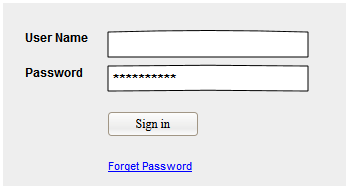 User Name
Password **********
Sign in
Forget Password